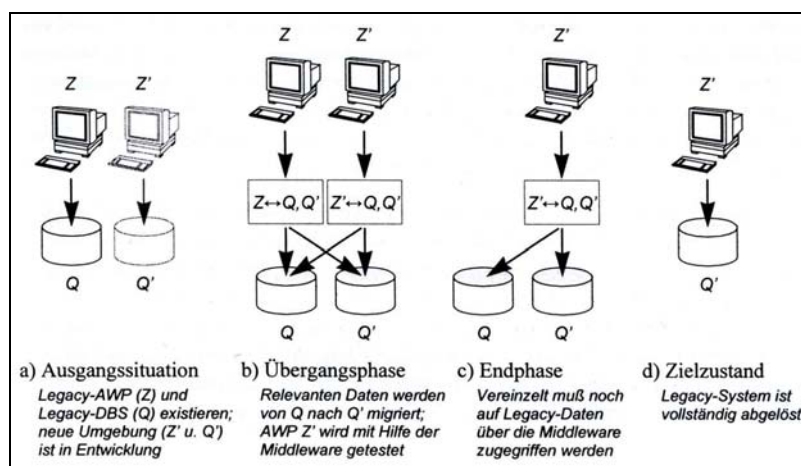 Z Z'
Q Q'
a) Ausgangssituation
Legacy-AWP (Z) und
Legacy-DBS (Q) existieren;
neue Umgebung (Z' u. Q')
ist in Entwicklung
Z Z'
Z↔Q,Q' Z'↔Q,Q'
Q Q'
b) Übergangsphase
Relevanten Daten werden
von Q nach Q' migriert;
AWP Z' wird mit Hilfe der
Middleware getestet
Z'
Z'↔Q,Q'
Q Q'
c) Endphase
Vereinzelt muß noch
auf Legacy-Daten
über die Middleware
zugegriffen werden
Z'
Q'
d) Zielzustand
Legacy-System ist
vollständig abgelöst